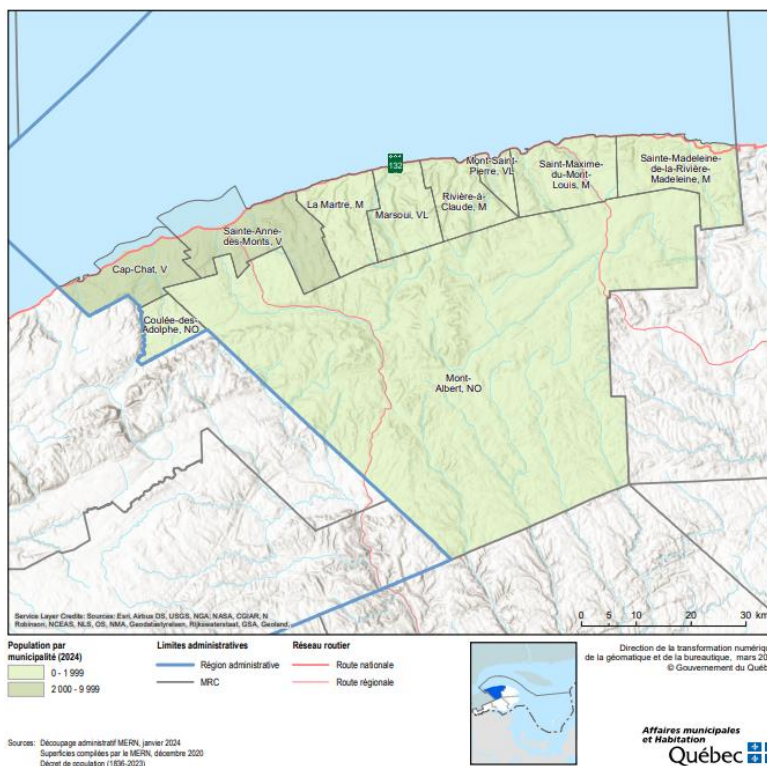 132
Mont-Saint-
Pierre, VL
Saint-Maxime-
du-Mont-
Louis, M
Sainte-Madeleine-
de-la-Rivière-
Madeleine, M
La Martre, M
Marsoui, VL
Rivière-à-
Claude, M
Sainte-Anne-
des-Monts, V
Cap-Chat, V
Coulée-des-
Adolphe, NO
Mont-
Albert, NO
Service Layer Credits: Sources: Esri, Airbus DS, USGS, NGA, NASA, CGIAR, N
Robinson, NCEAS, NLS, OS, NMA, Geodatastyrelsen, Rijkswaterstaat, GSA, Geoland,
0 5 10 20 30 km
Population par
municipalité (2024)
0 - 1 999
2 000 - 9 999
Limites administratives
Région administrative
MRC
Réseau routier
Route nationale
Route régionale
Direction de la transformation numériq
de la géomatique et de la bureautique, mars 20
© Gouvernement du Québ
Sources: Découpage administratif MERN, janvier 2024
Superficies compilées par le MERN, décembre 2020
Décret de population (1836-2023)
Affaires municipales
et Habitation
Québec